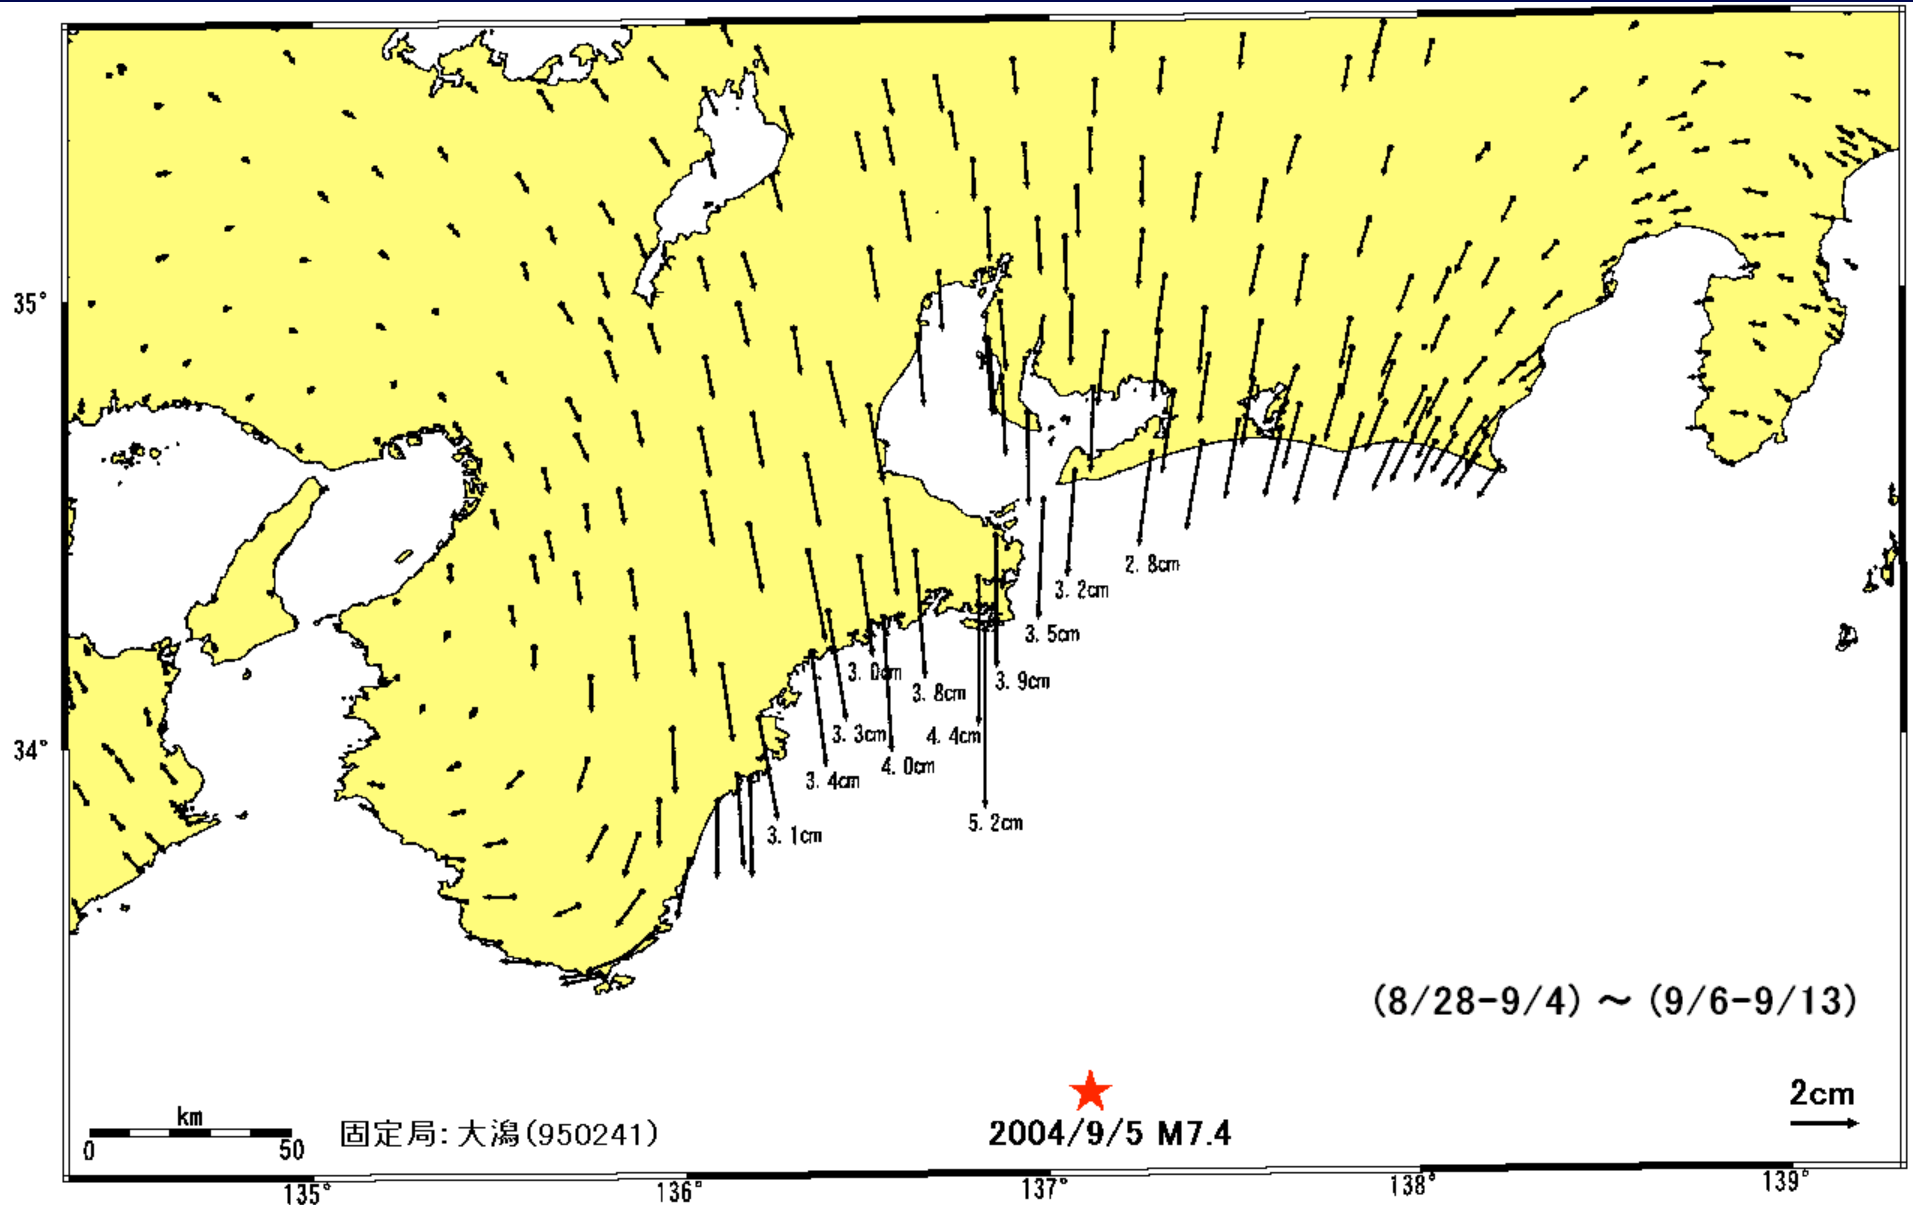 35°
34°
2. 8cm
3. 2cm
3. 5cm
3. 0cm
3. 8cm
3. 9cm
3. 3cm
4. 4cm
3. 4cm
4. 0cm
3. 1cm
5. 2cm
(8/28-9/4) ～ (9/6-9/13)
2cm
km
0 50
固定局: 大潟(950241)
2004/9/5 M7.4
135° 136° 137° 138° 139°